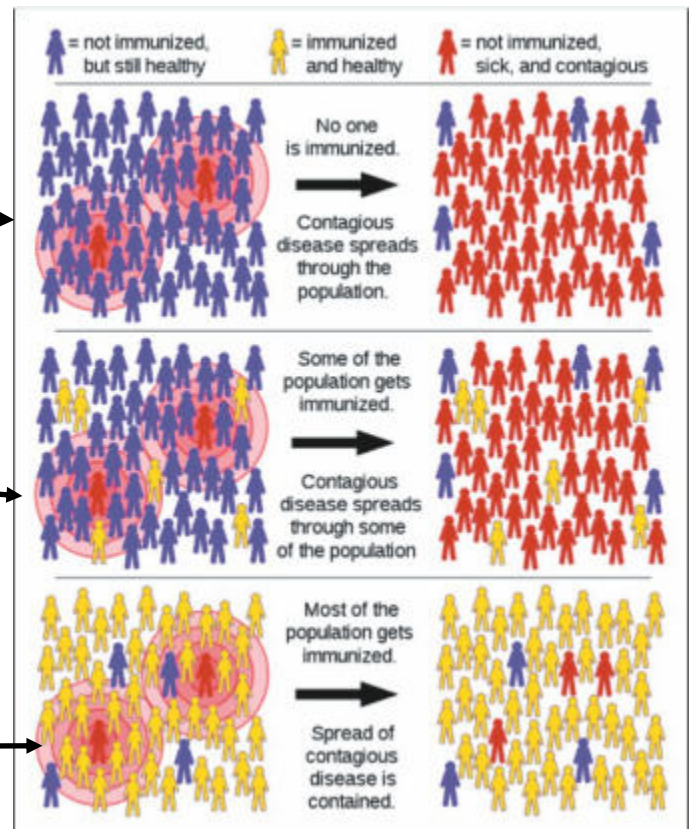 = not immunized,
but still healthy
= immunized
and healthy
= not immunized,
sick, and contagious
No one
is immunized.
Contagious
disease spreads
through the
population.
Some of the
population gets
immunized.
Contagious
disease spreads
through some
of the population
Most of the
population gets
immunized.
Spread of
contagious
disease is
contained.